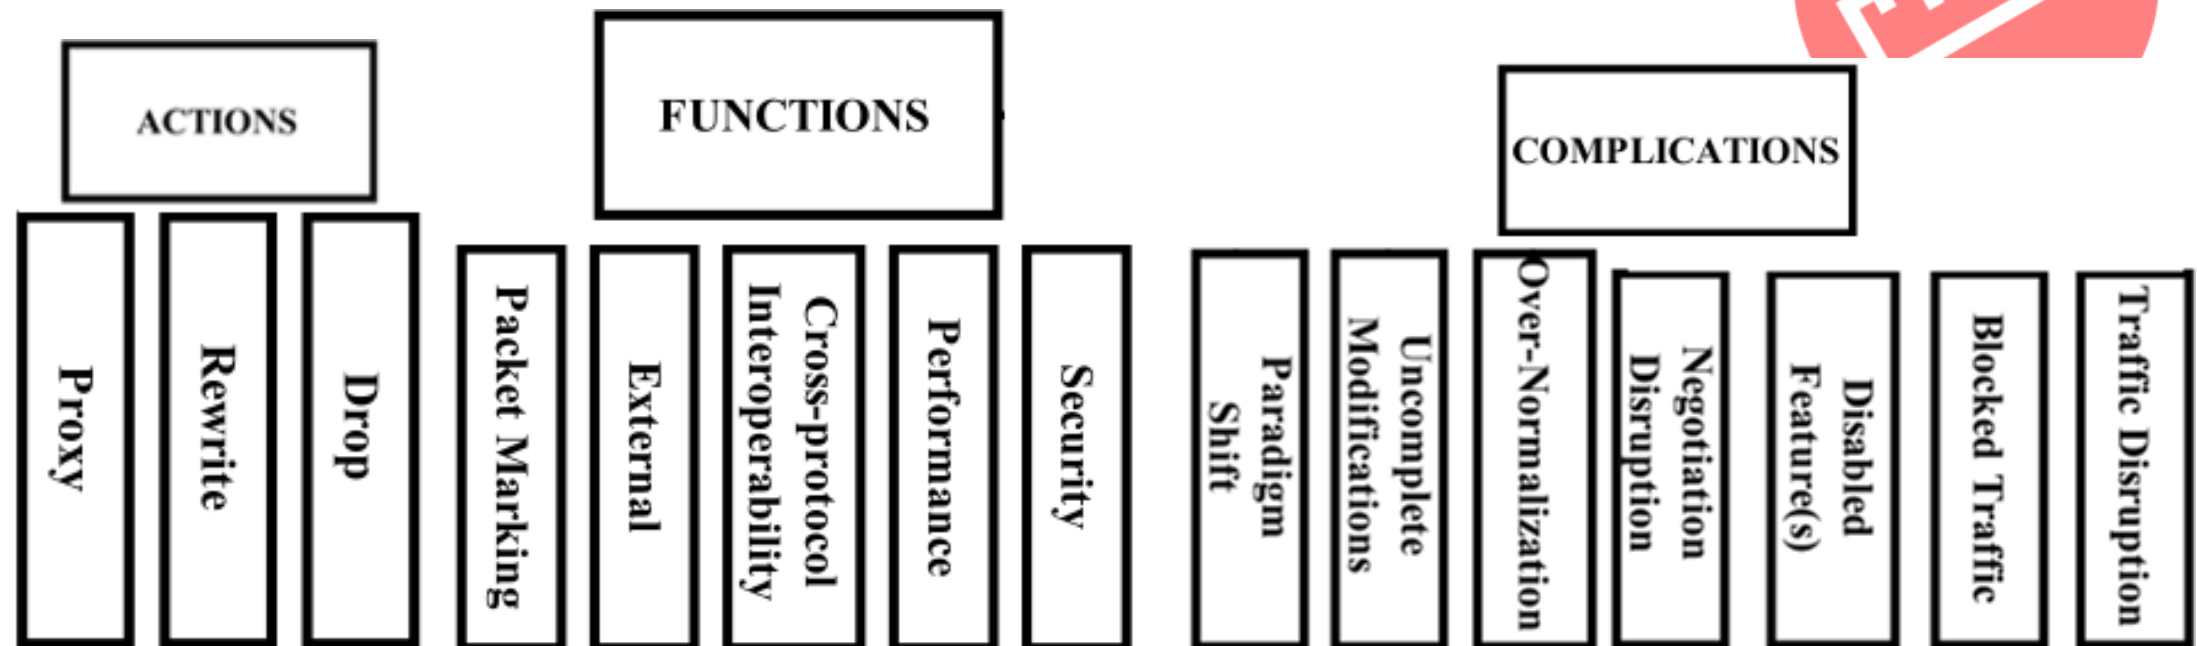 ACTIONS
FUNCTIONS
COMPLICATIONS
Proxy
Rewrite
Drop
Packet Marking
External
Cross-protocol
Interoperability
Performance
Security
Paradigm
Shift
Uncomplete
Modifications
Over-Normalization
Negotiation
Disruption
Disabled
Feature(s)
Blocked Traffic
Traffic Disruption